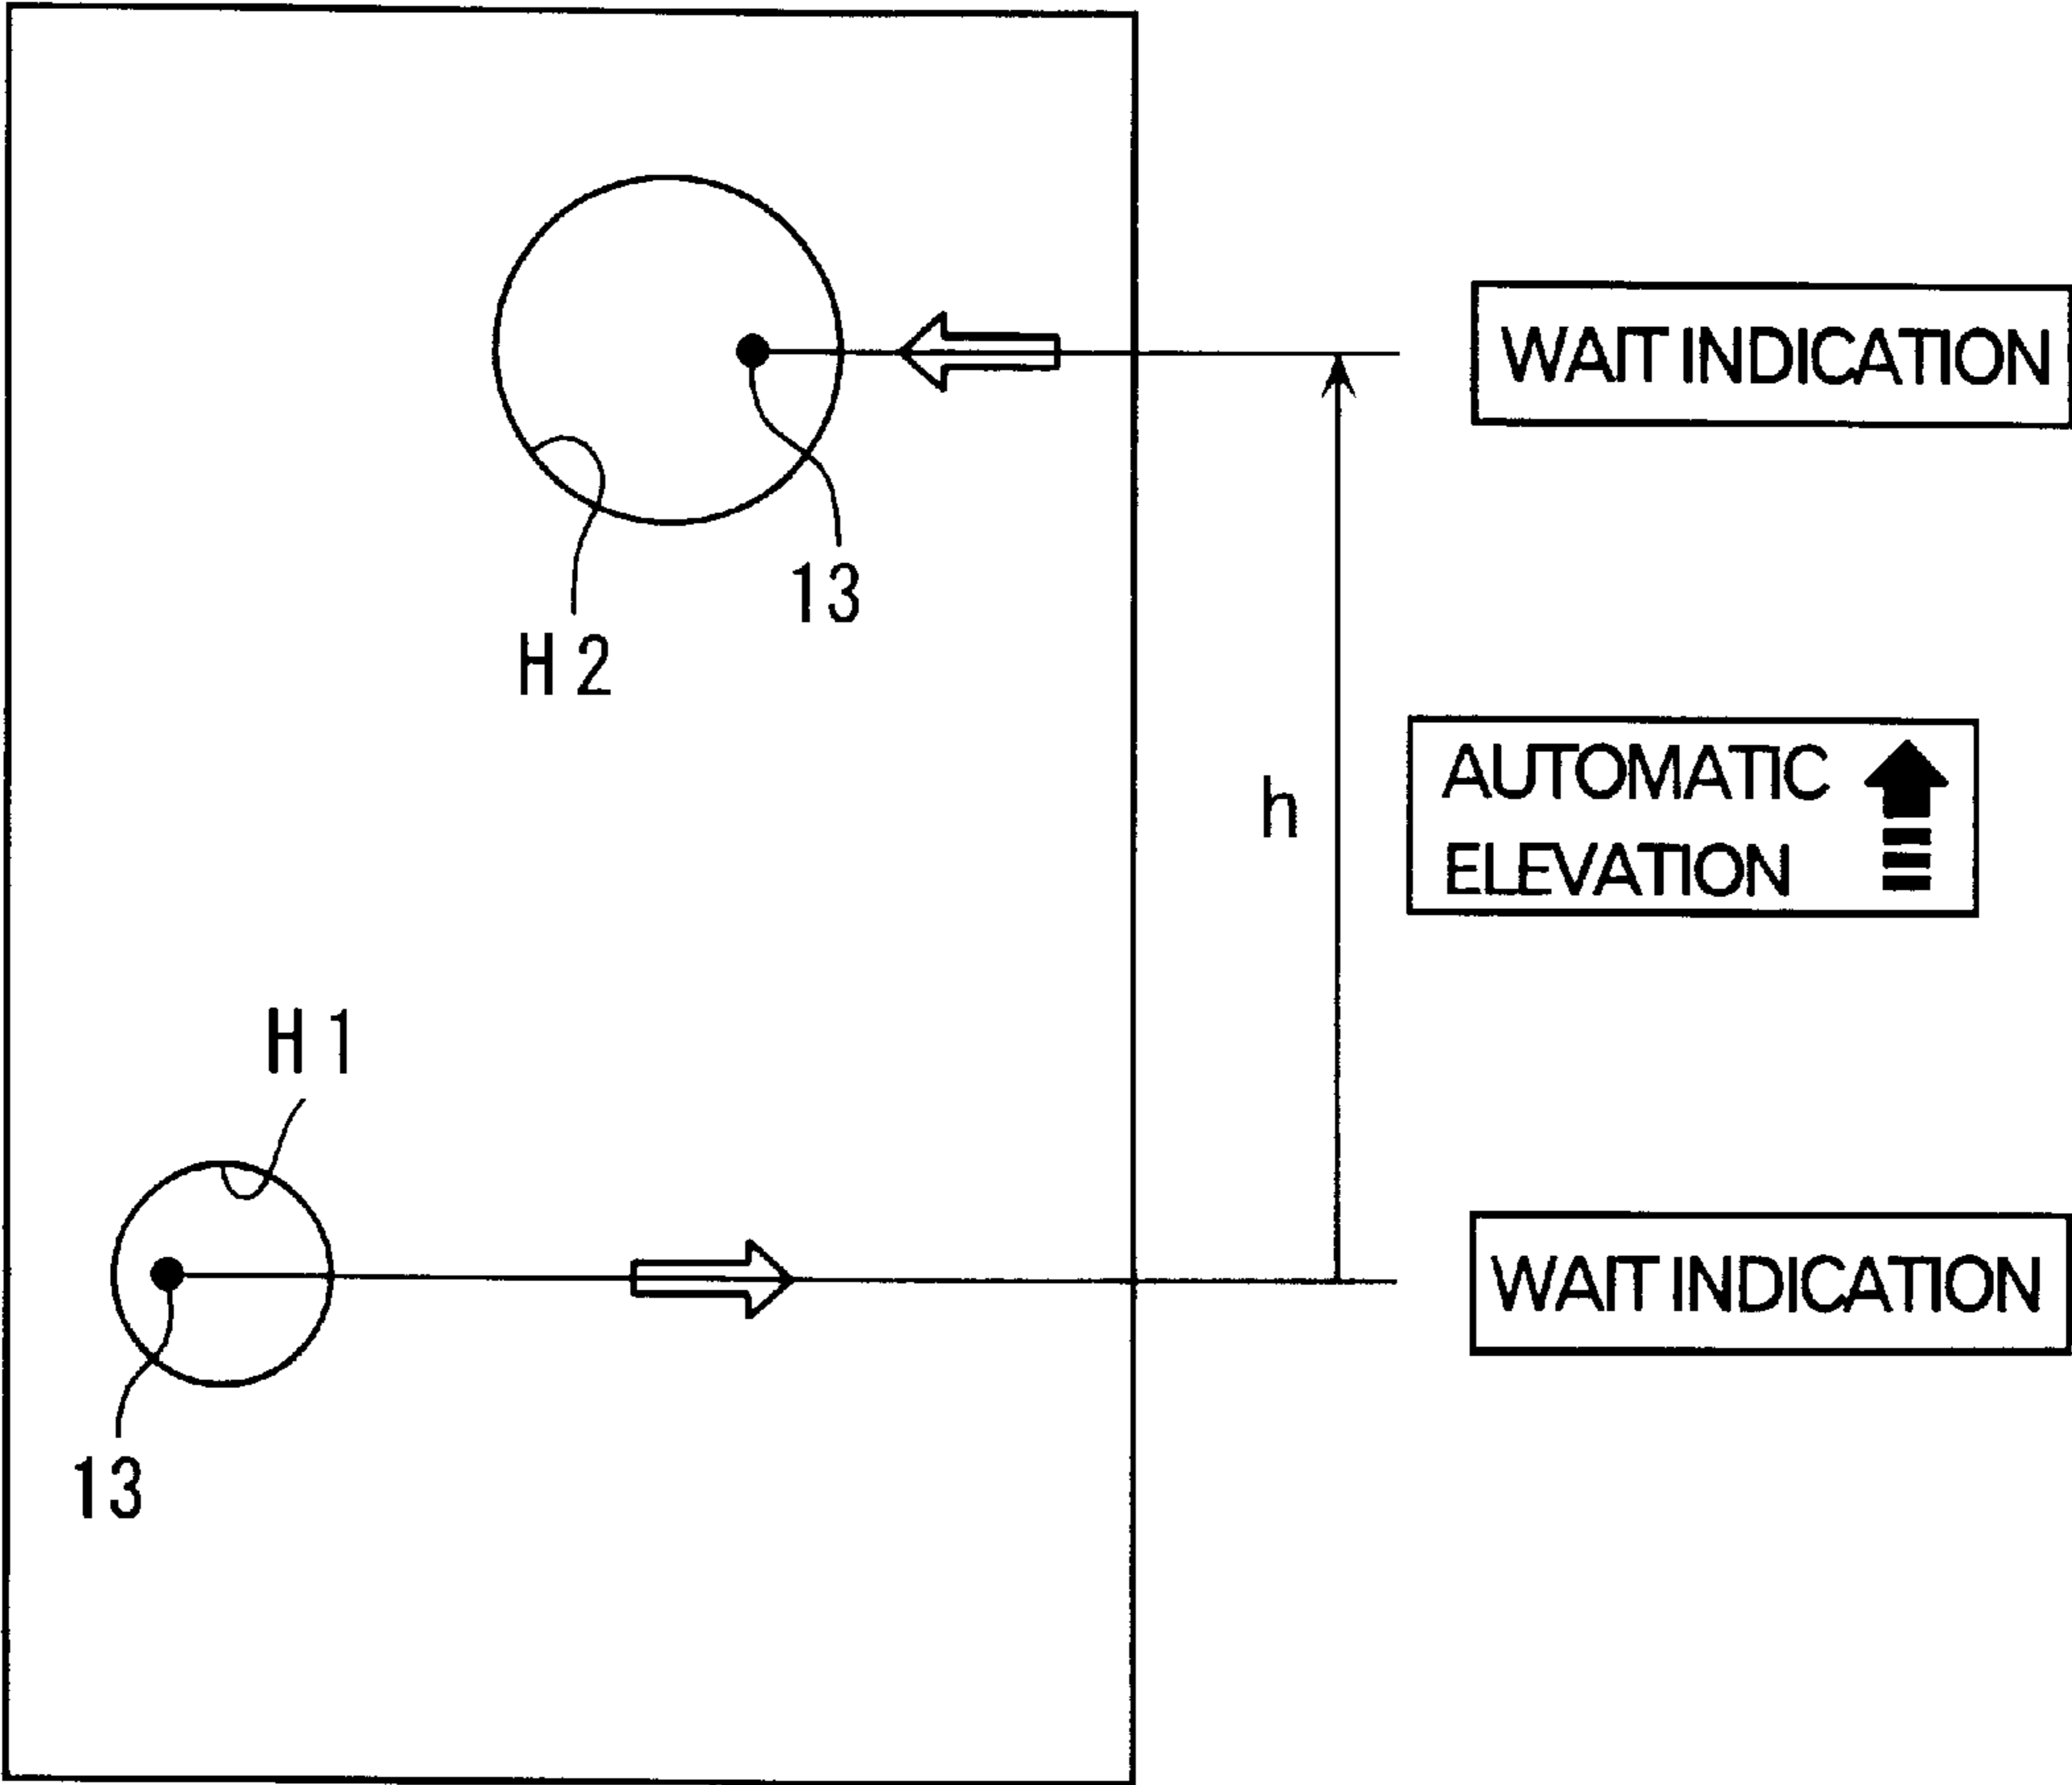 WAIT INDICATION
13
H2
AUTOMATIC
ELEVATION
h
H1
WAIT INDICATION
13